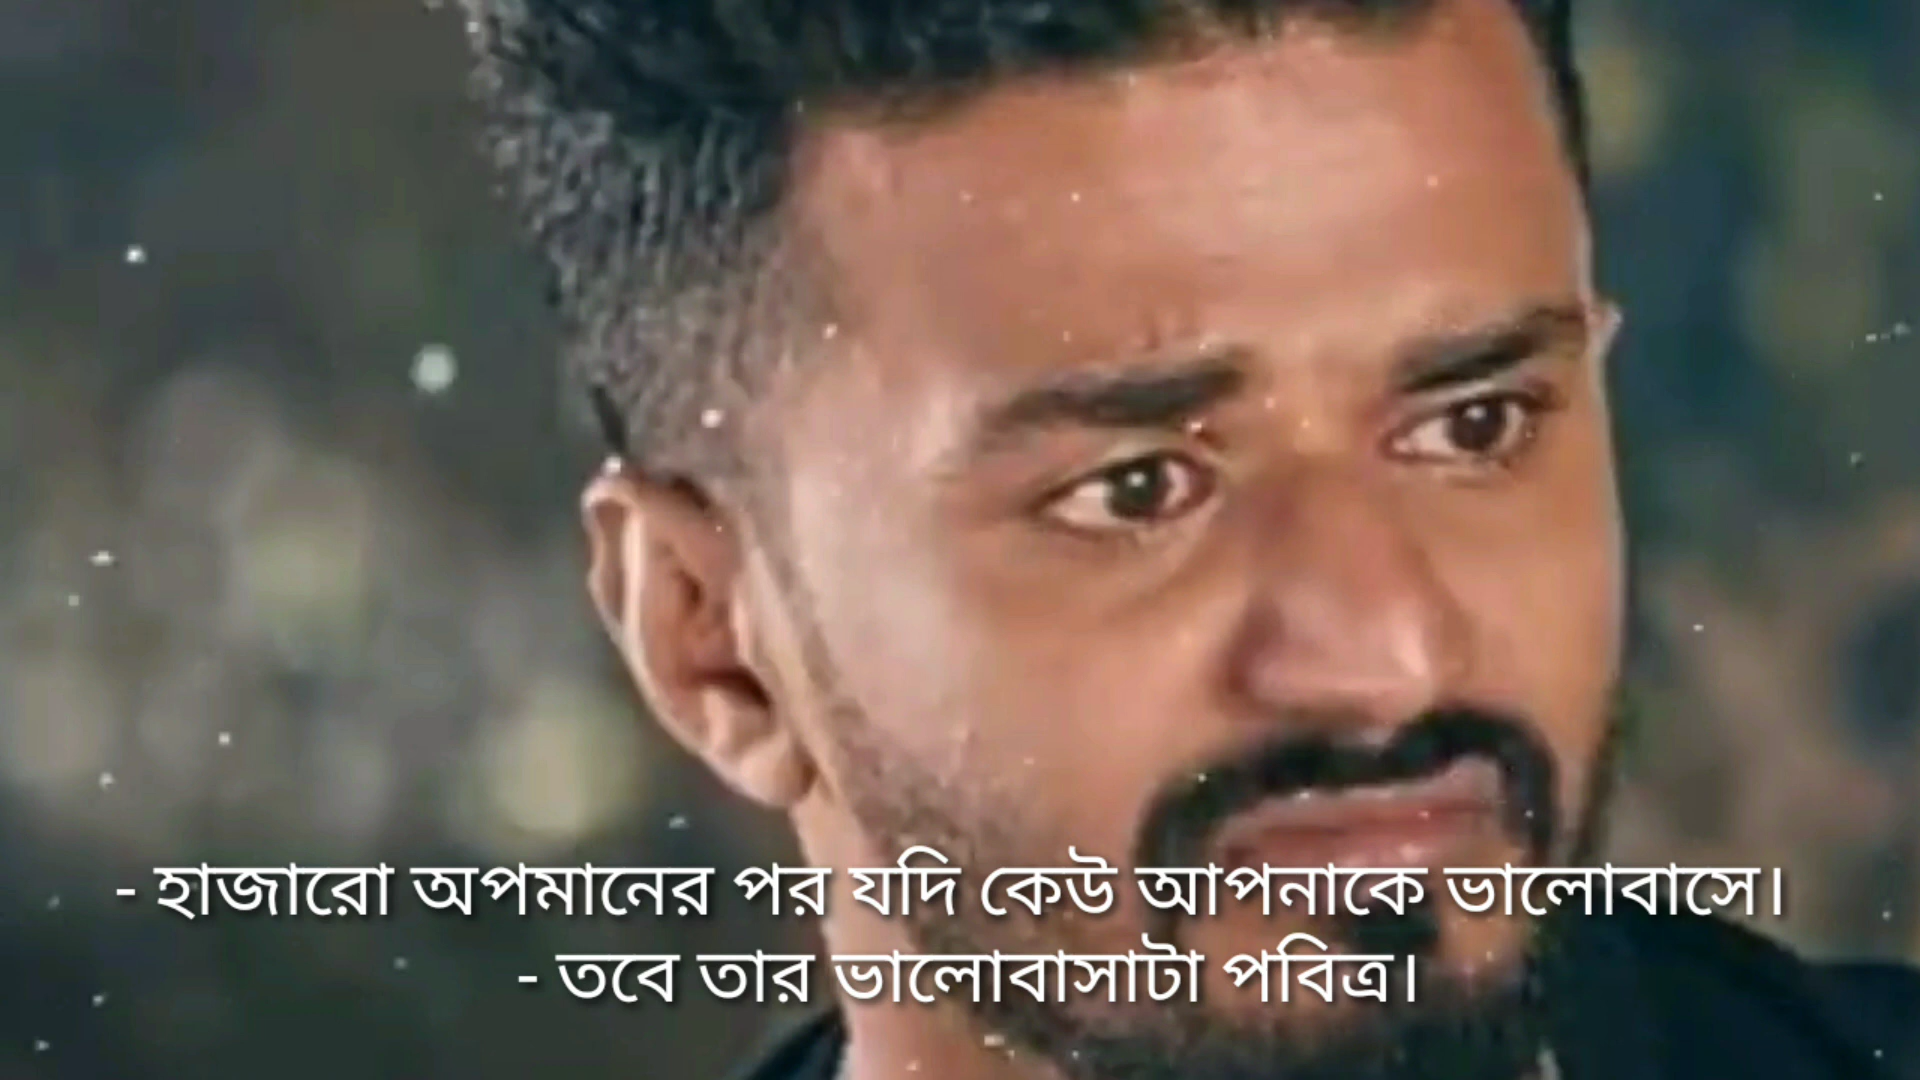 - হাজারো অপমানের পর যদি কেউ আপনাকে ভালোবাসে।
- তবে তার ভালোবাসাটা পবিত্র।